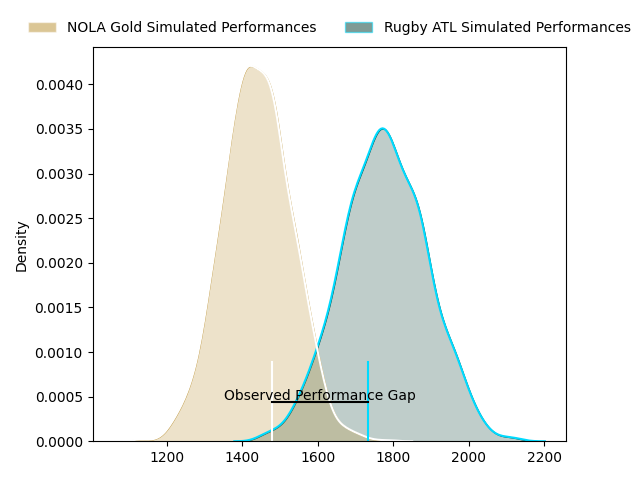 NOLA Gold Simulated Performances Rugby ATL Simulated Performances
0.0040
0.0035
0.0030
0.0025
0.0020
0.0015
0.0010
0.0005
0.0000
Density
Observed Performance Gap
1200 1400 1600 1800 2000 2200